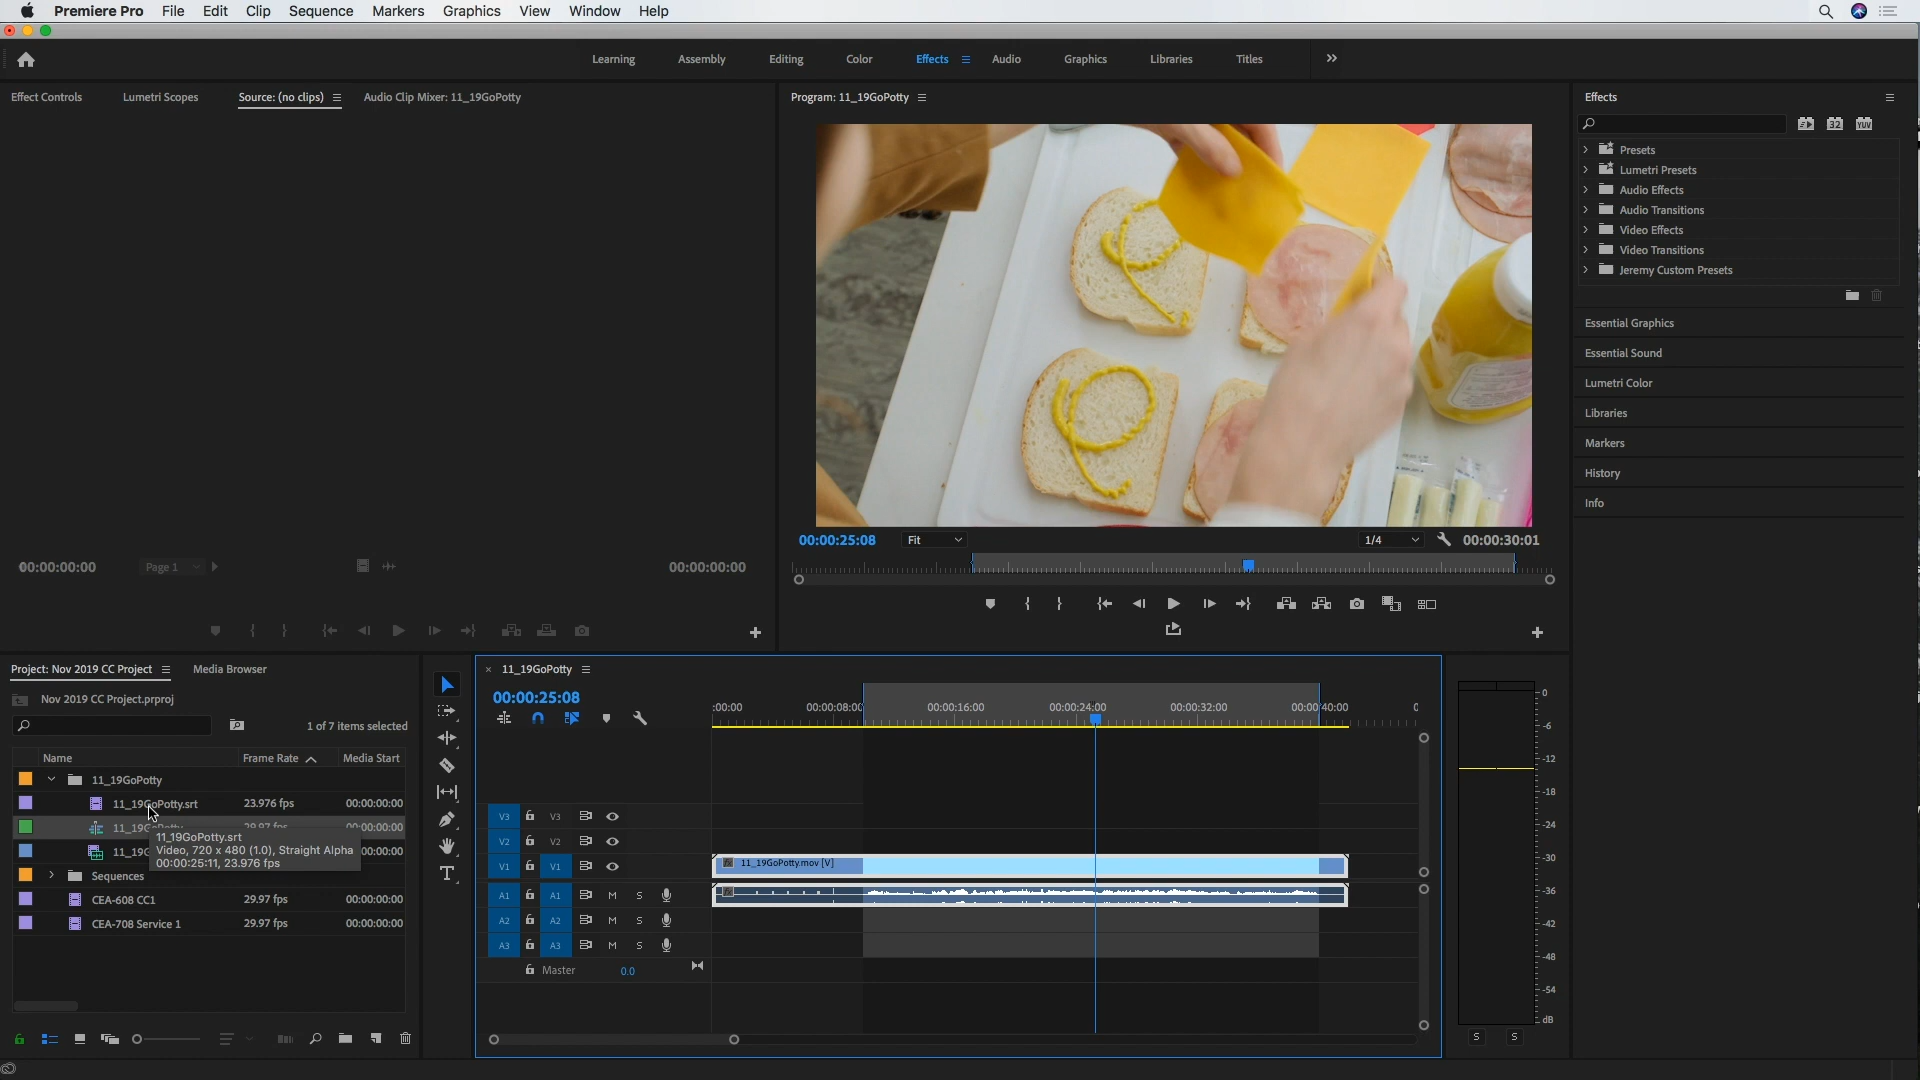 Premiere Pro File Edit Clip Sequence Markers Graphics View Window Help
Learning Assembly Editing Color Effects Audio Graphics Libraries Titles
Effect Controls Lumetri Scopes Source: (no clips) Audio Clip Mixer: 11_19GoPotty
Program: 11_19GoPotty
Effects
32 YUV
Presets
Lumetri Presets
Audio Effects
Audio Transitions
Video Effects
Video Transitions
Jeremy Custom Presets
Essential Graphics
Essential Sound
Lumetri Color
Libraries
Markers
History
Info
00:00:25:08 Fit 1/4 00:00:30:01
00:00:00:00 Page 1 00:00:00:00
Project: Nov 2019 CC Project Media Browser
Nov 2019 CC Project.prproj
1 of 7 items selected
Name Frame Rate Media Start
11_19GoPotty
11_19GoPotty.srt 23.976 fps 00:00:00:00
11_19GoPotty 29.97 fps 00:00:00:00
11_19G 00:00
11_19GoPotty.srt
Video, 720 x 480 (1.0), Straight Alpha
00:00:25:11, 23.976 fps
Sequences
CEA-608 CC1 29.97 fps 00:00:00:00
CEA-708 Service 1 29.97 fps 00:00:00:00
11_19GoPotty
00:00:25:08
:00:00 00:00:08:00 00:00:16:00 00:00:24:00 00:00:32:00 00:00:40:00 0
V3 V3
V2 V2
V1 V1 11_19GoPotty.mov [V]
A1 A1 M S
A2 A2 M S
A3 A3 M S
Master 0.0
0
-6
-12
-18
-24
-30
-36
-42
-48
-54
dB
S S